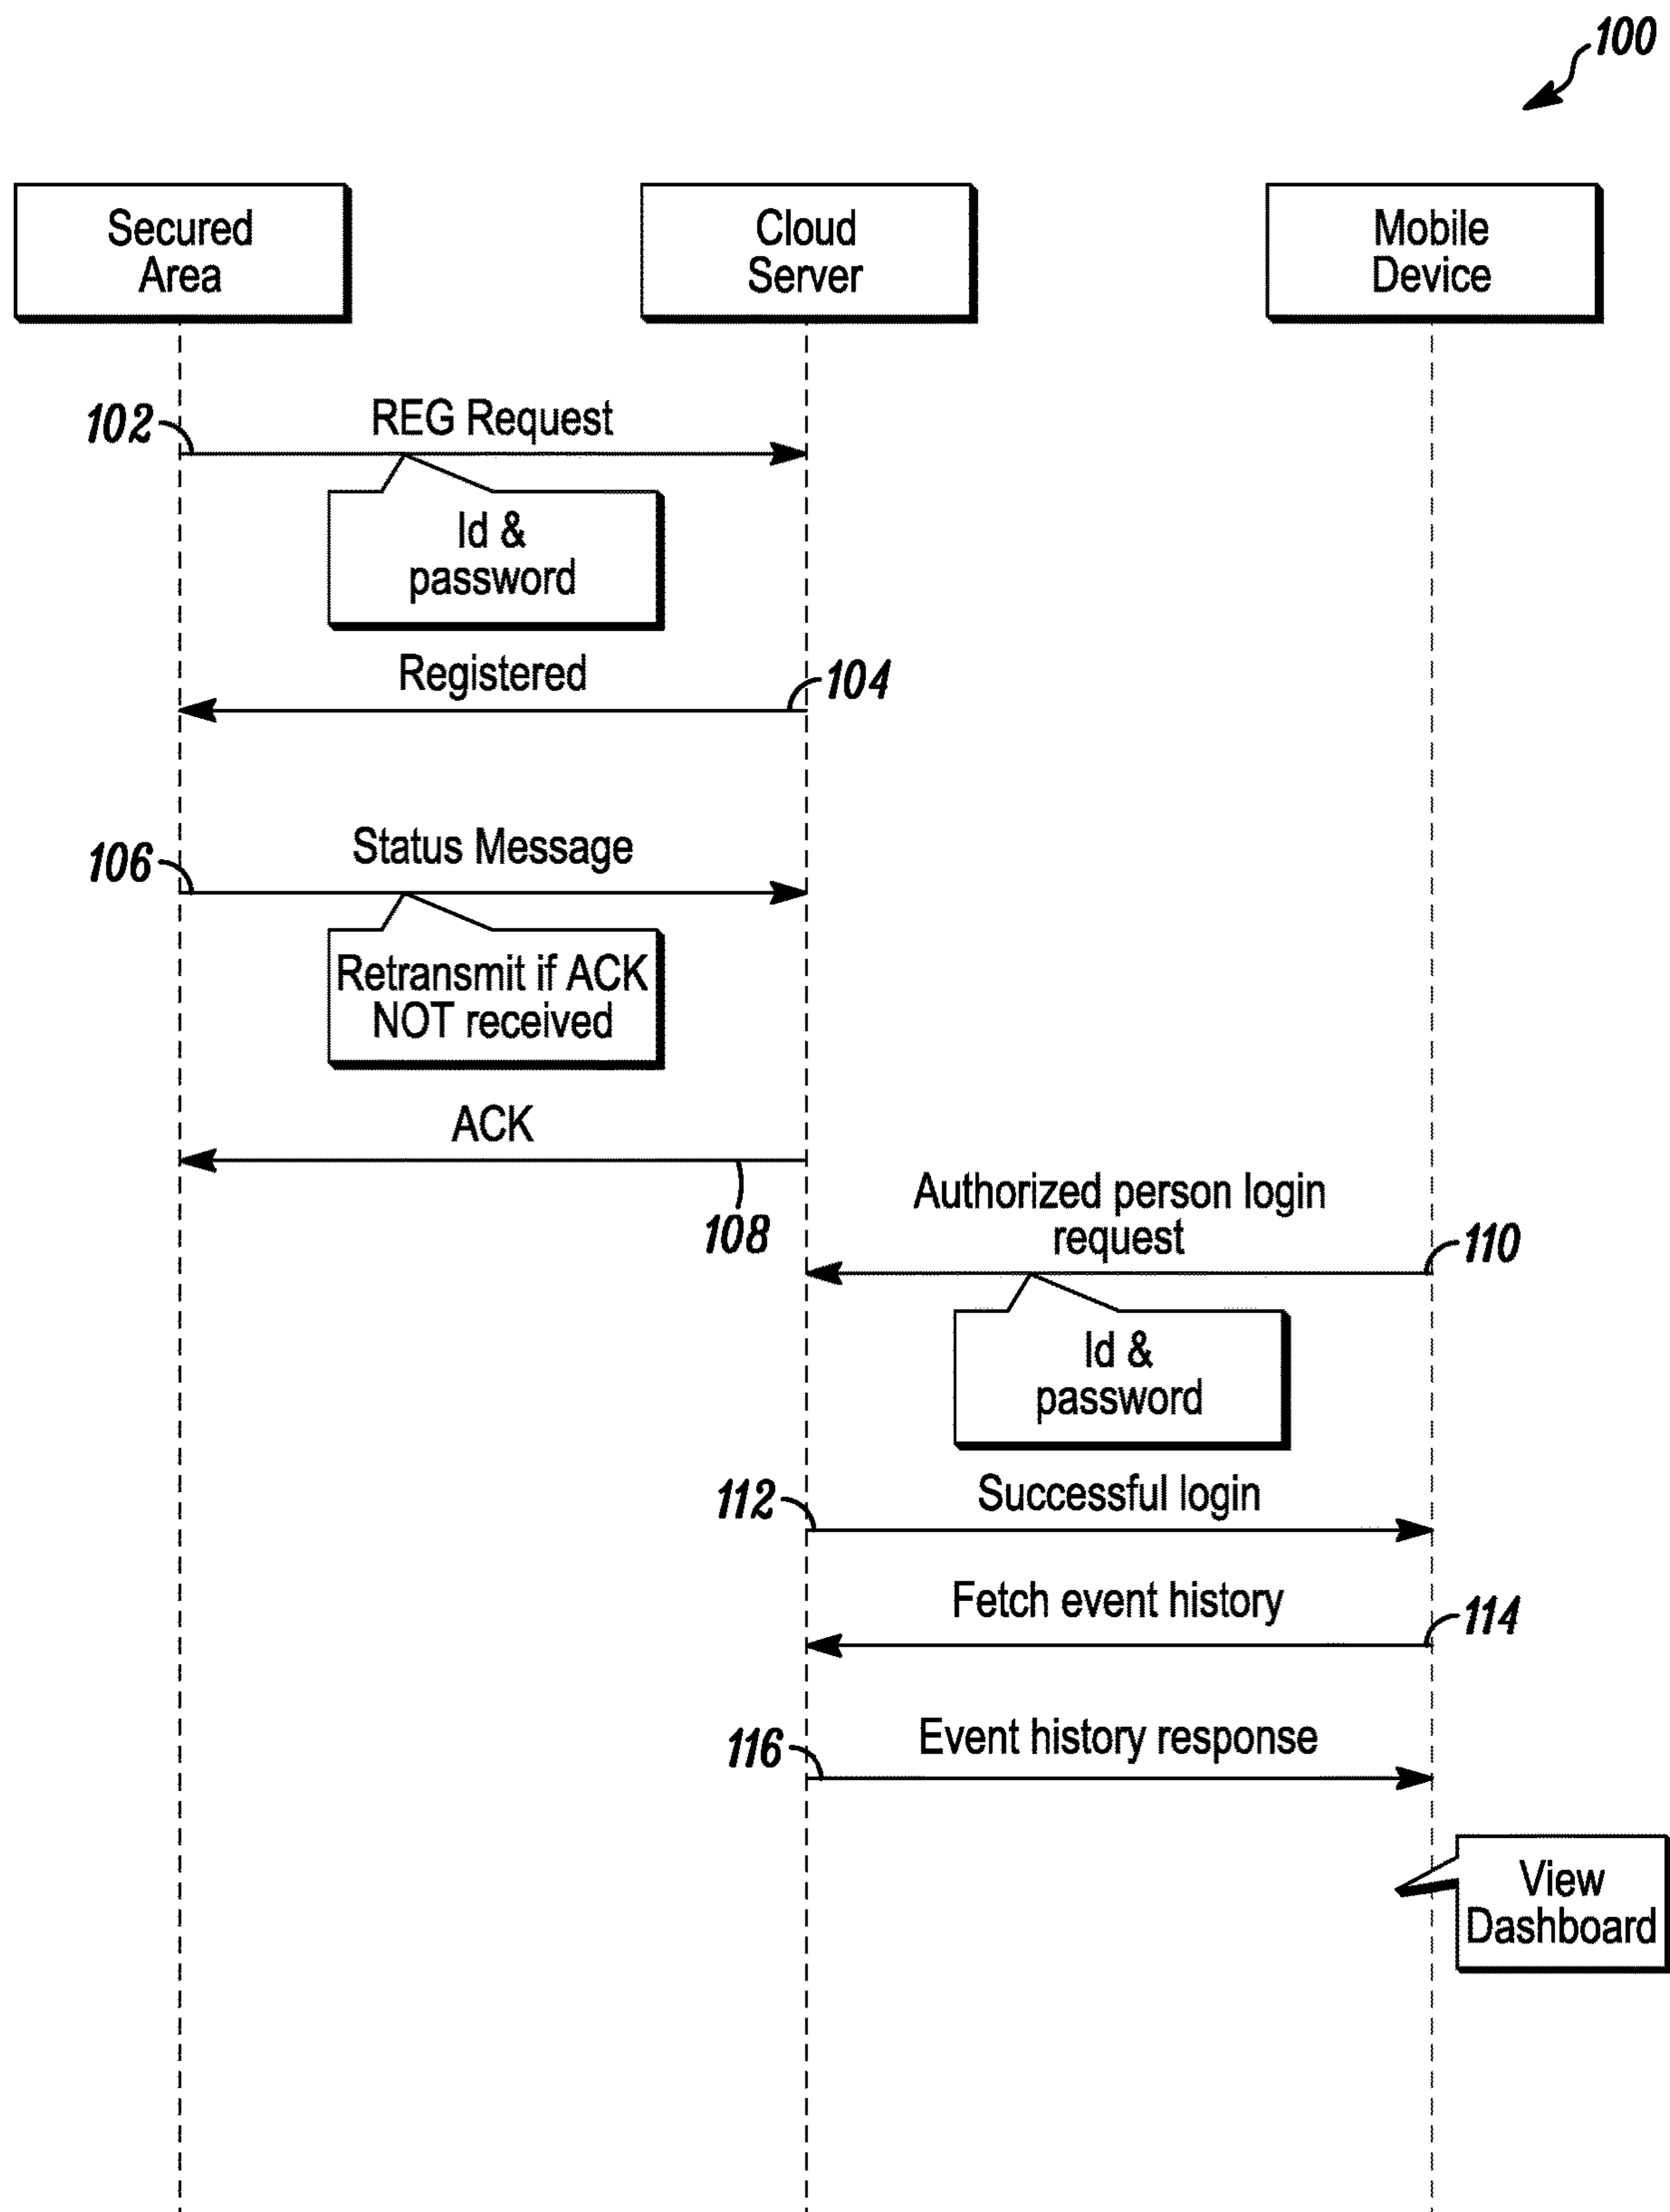 100
Secured
Area
Cloud
Server
Mobile
Device
102
REG Request
Id &
password
Registered
104
106
Status Message
Retransmit if ACK
NOT received
ACK
108
Authorized person login
request
110
Id &
password
112
Successful login
Fetch event history
114
116
Event history response
View
Dashboard